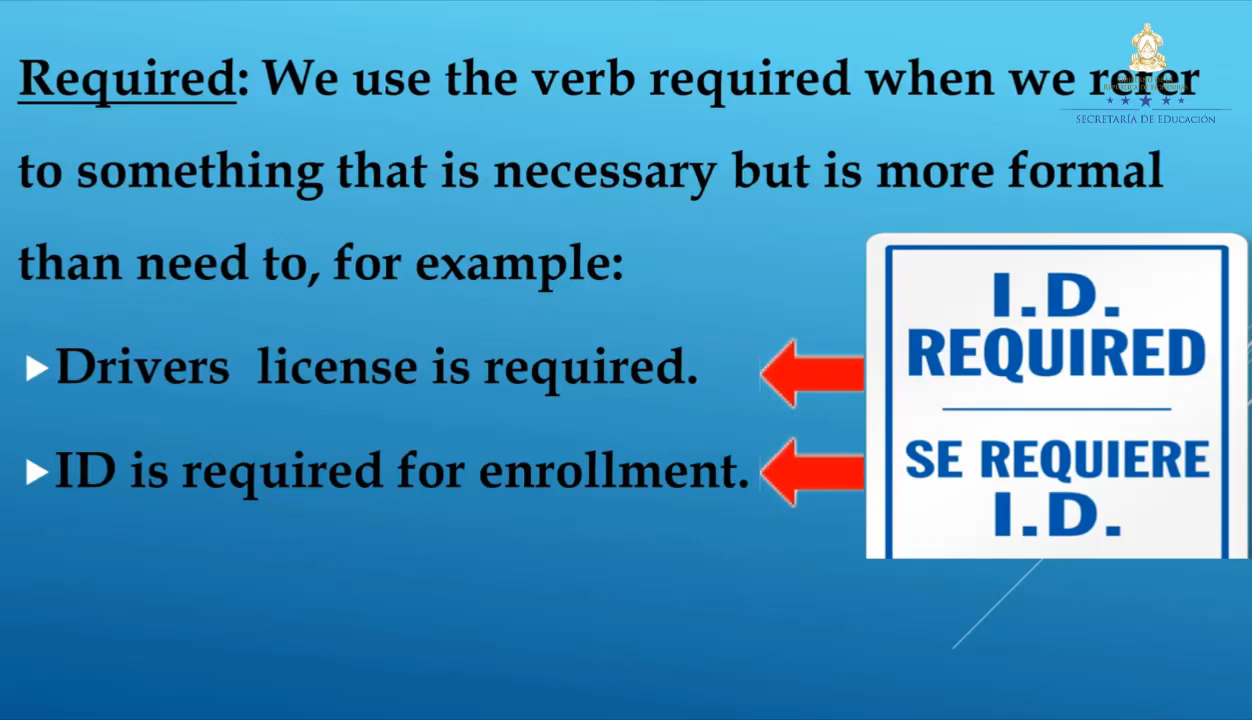 Required: We use the verb required when we refer
to something that is necessary but is more formal
than need to, for example:
Drivers license is required.
ID is required for enrollment.
I.D.
REQUIRED
SE REQUIERE
I.D.
SECRETARÍA DE EDUCACIÓN